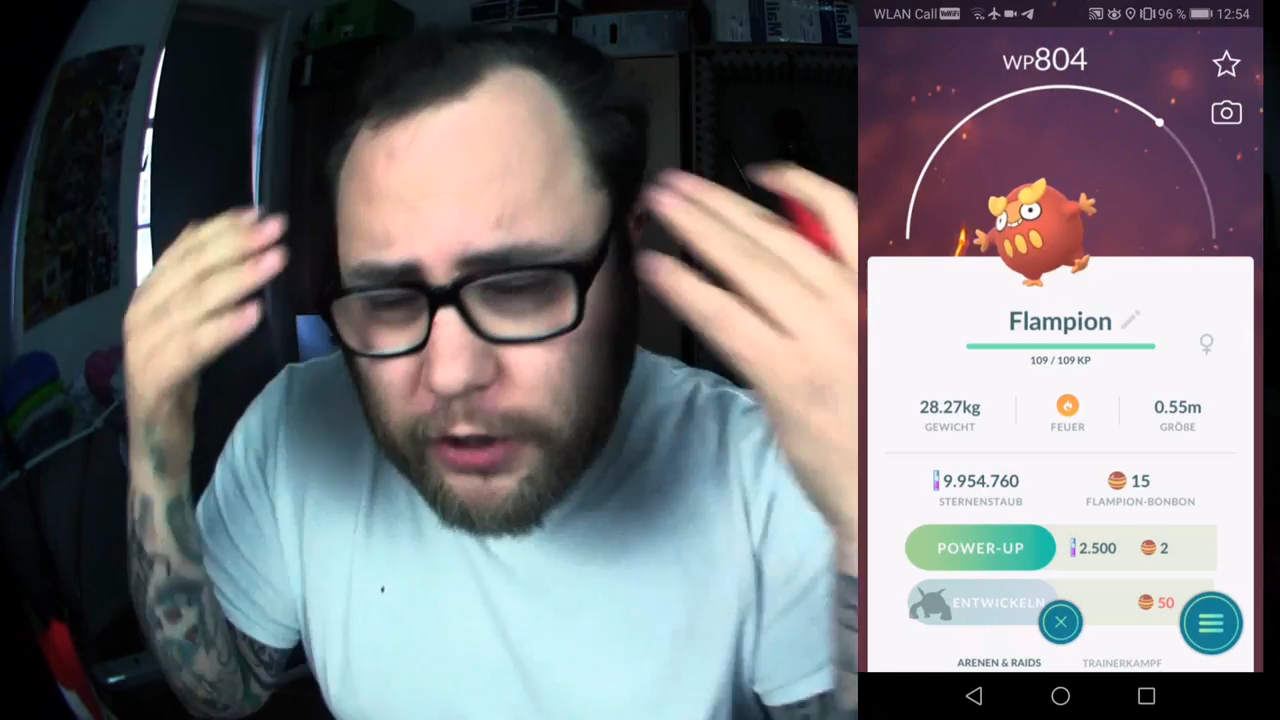 WLAN Call VoWiFi 96 % 12:54
WP804
Flampion
109 / 109 KP
28.27kg
GEWICHT
FEUER
0.55m
GRÖßE
9.954.760
STERNENSTAUB
15
FLAMPION-BONBON
POWER-UP 2.500 2
ENTWICKELN 50
ARENEN & RAIDS TRAINERKAMPF